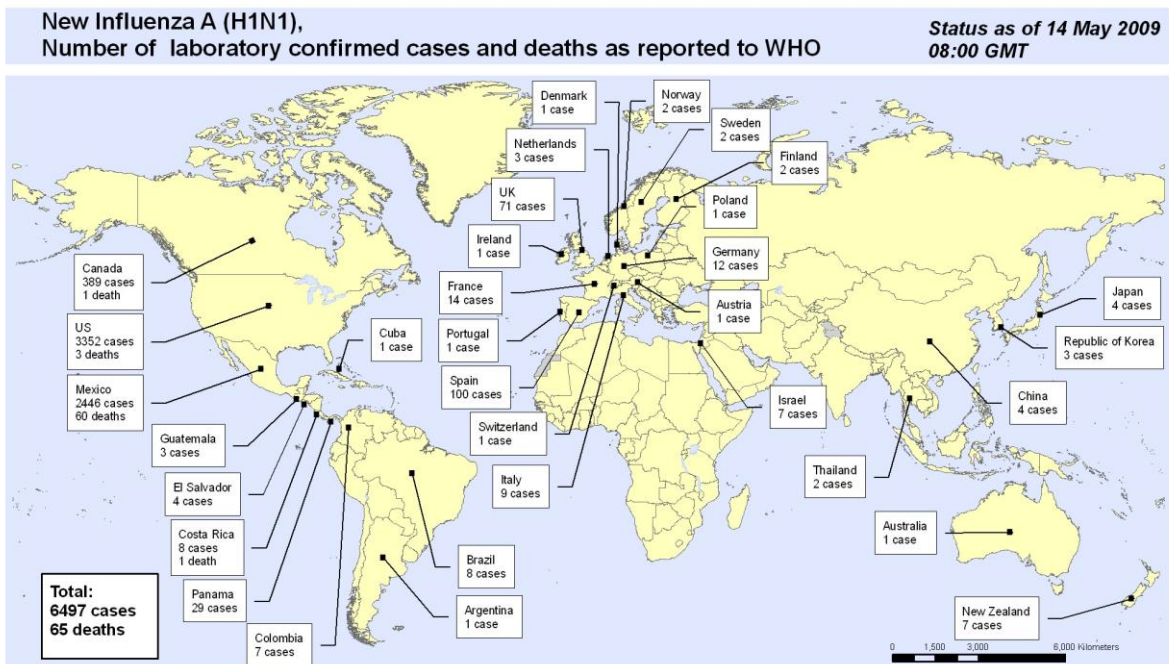 New Influenza A (H1N1),
Number of laboratory confirmed cases and deaths as reported to WHO
Status as of 14 May 2009
08:00 GMT
Denmark
1 case
Norway
2 cases
Netherlands
3 cases
Sweden
2 cases
Finland
2 cases
UK
71 cases
Poland
1 case
Ireland
1 case
Germany
12 cases
Canada
389 cases
1 death
France
14 cases
Austria
1 case
Japan
4 cases
US
3352 cases
3 deaths
Cuba
1 case
Portugal
1 case
Republic of Korea
3 cases
Mexico
2446 cases
60 deaths
Spain
100 cases
Israel
7 cases
China
4 cases
Guatemala
3 cases
Switzerland
1 case
El Salvador
4 cases
Italy
9 cases
Thailand
2 cases
Costa Rica
8 cases
1 death
Brazil
8 cases
Australia
1 case
Panama
29 cases
Argentina
1 case
New Zealand
7 cases
Colombia
7 cases
Total:
6497 cases
65 deaths
0 1,500 3,000 6,000 Kilometers